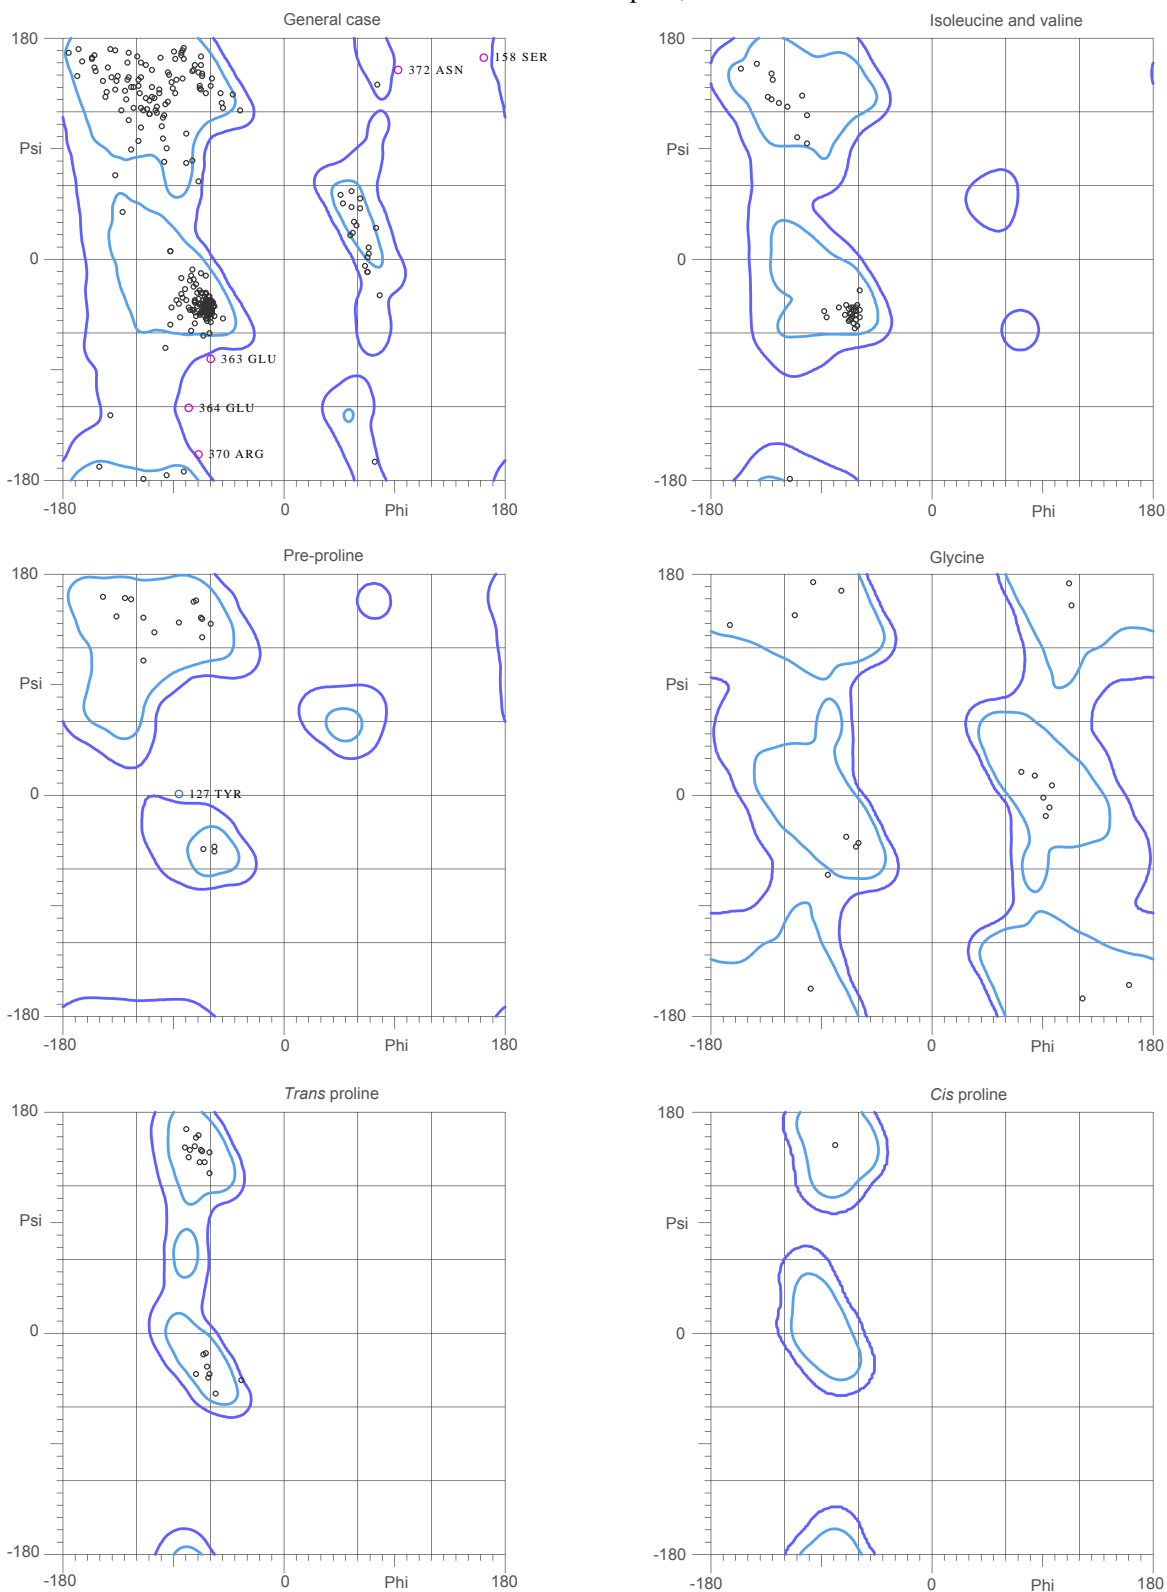 General case
Isoleucine and valine
180
158 SER
372 ASN
Psi
0
363 GLU
364 GLU
370 ARG
-180
-180
0
Phi
180
180
Psi
0
-180
-180
0
Phi
180
Pre-proline
Glycine
180
Psi
0
127 TYR
-180
-180
0
Phi
180
180
Psi
0
-180
-180
0
Phi
180
Trans proline
Cis proline
180
Psi
0
-180
-180
0
Phi
180
180
Psi
0
-180
-180
0
Phi
180